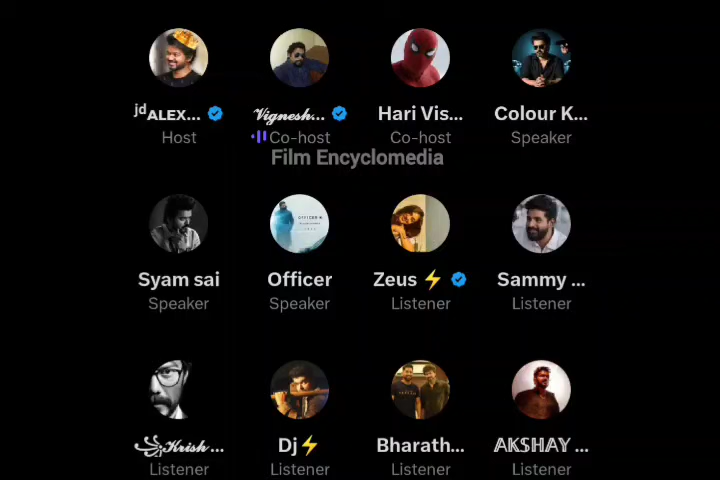 jdALEX...
Vignesh...
Hari Vis...
Colour K...
Host
Co-host
Co-host
Speaker
Film Encyclomedia
Syam sai
Officer
Zeus⚡
Sammy ...
Speaker
Speaker
Listener
Listener
Krish ...
Dj⚡
Bharath...
AKSHAY ...
Listener
Listener
Listener
Listener